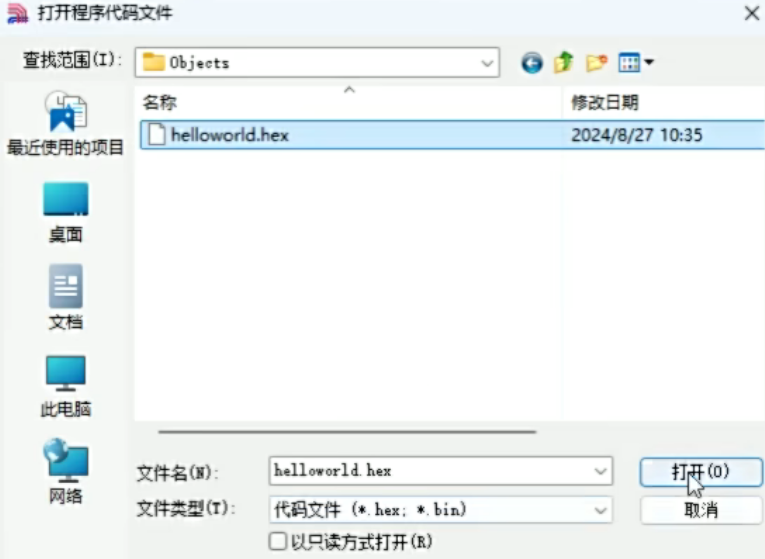 打开程序代码文件
查找范围(I): Objects
名称 修改日期
helloworld.hex 2024/8/27 10:35
最近使用的项目
桌面
文档
此电脑
网络
文件名(N): helloworld.hex 打开(O)
文件类型(T): 代码文件 (*.hex; *.bin) 取消
以只读方式打开(R)